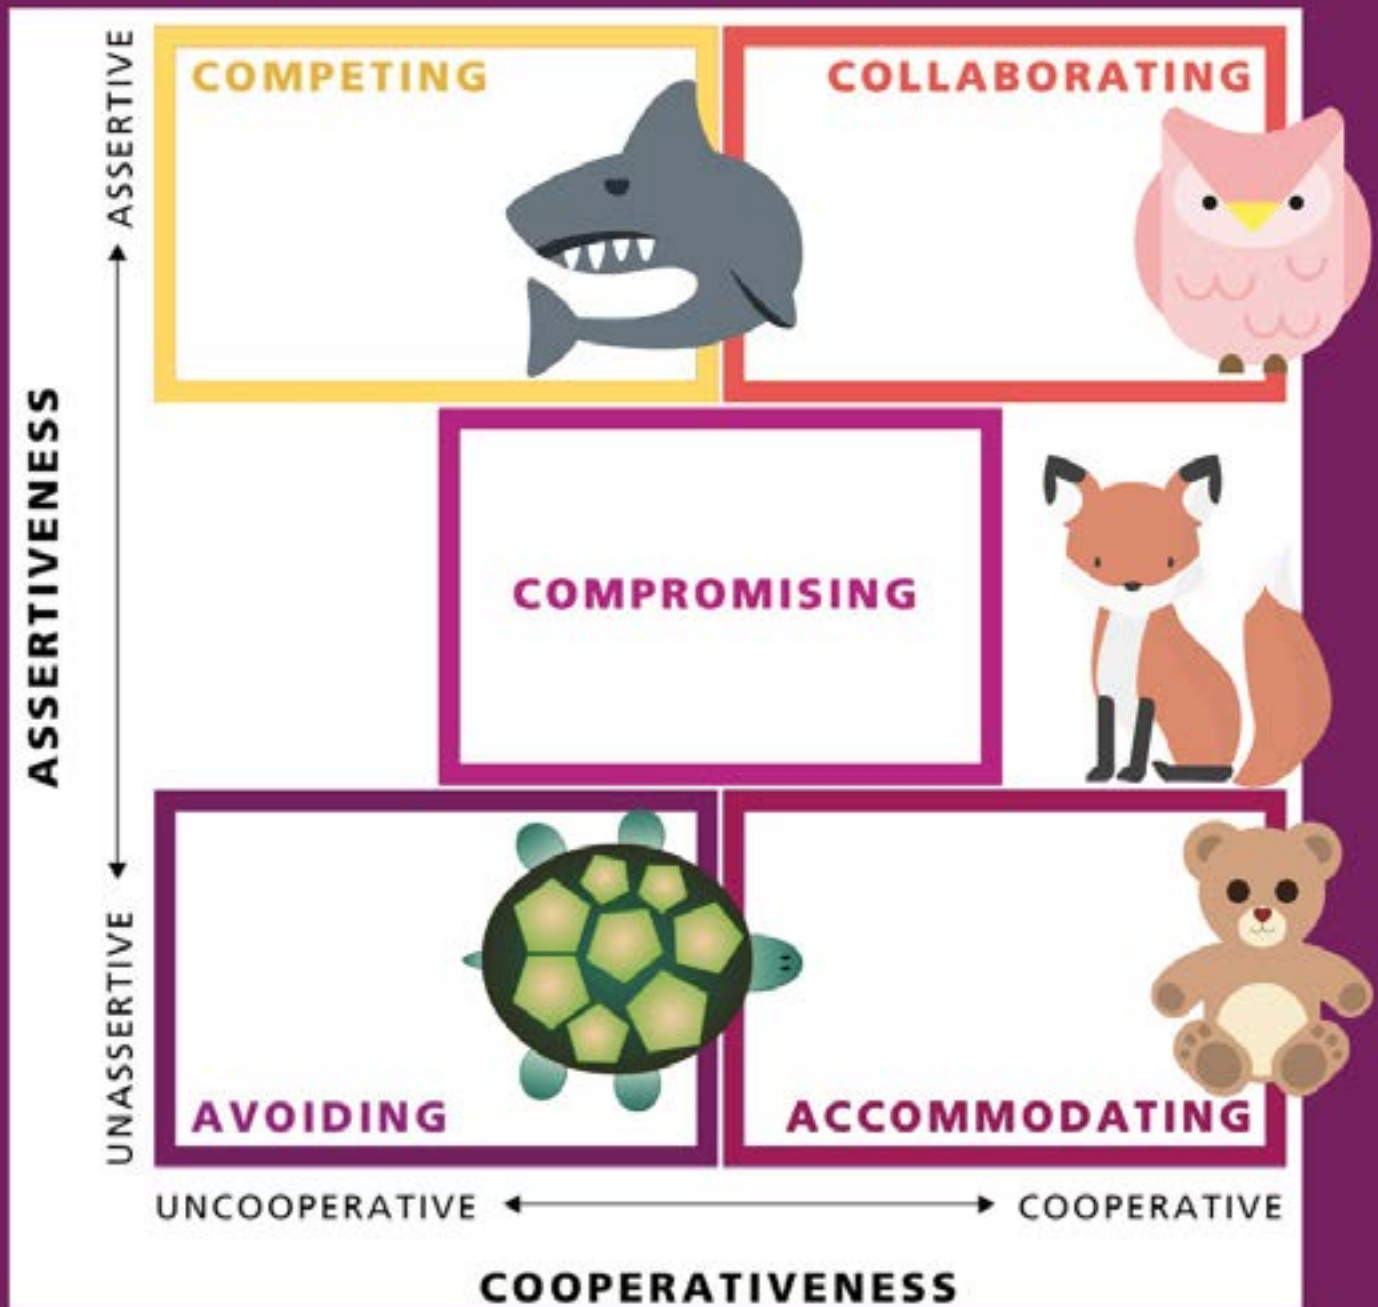 ASSERTIVE
COMPETING
COLLABORATING
ASSERTIVENESS
COMPROMISING
UNASSERTIVE
AVOIDING
ACCOMMODATING
UNCOOPERATIVE
COOPERATIVE
COOPERATIVENESS